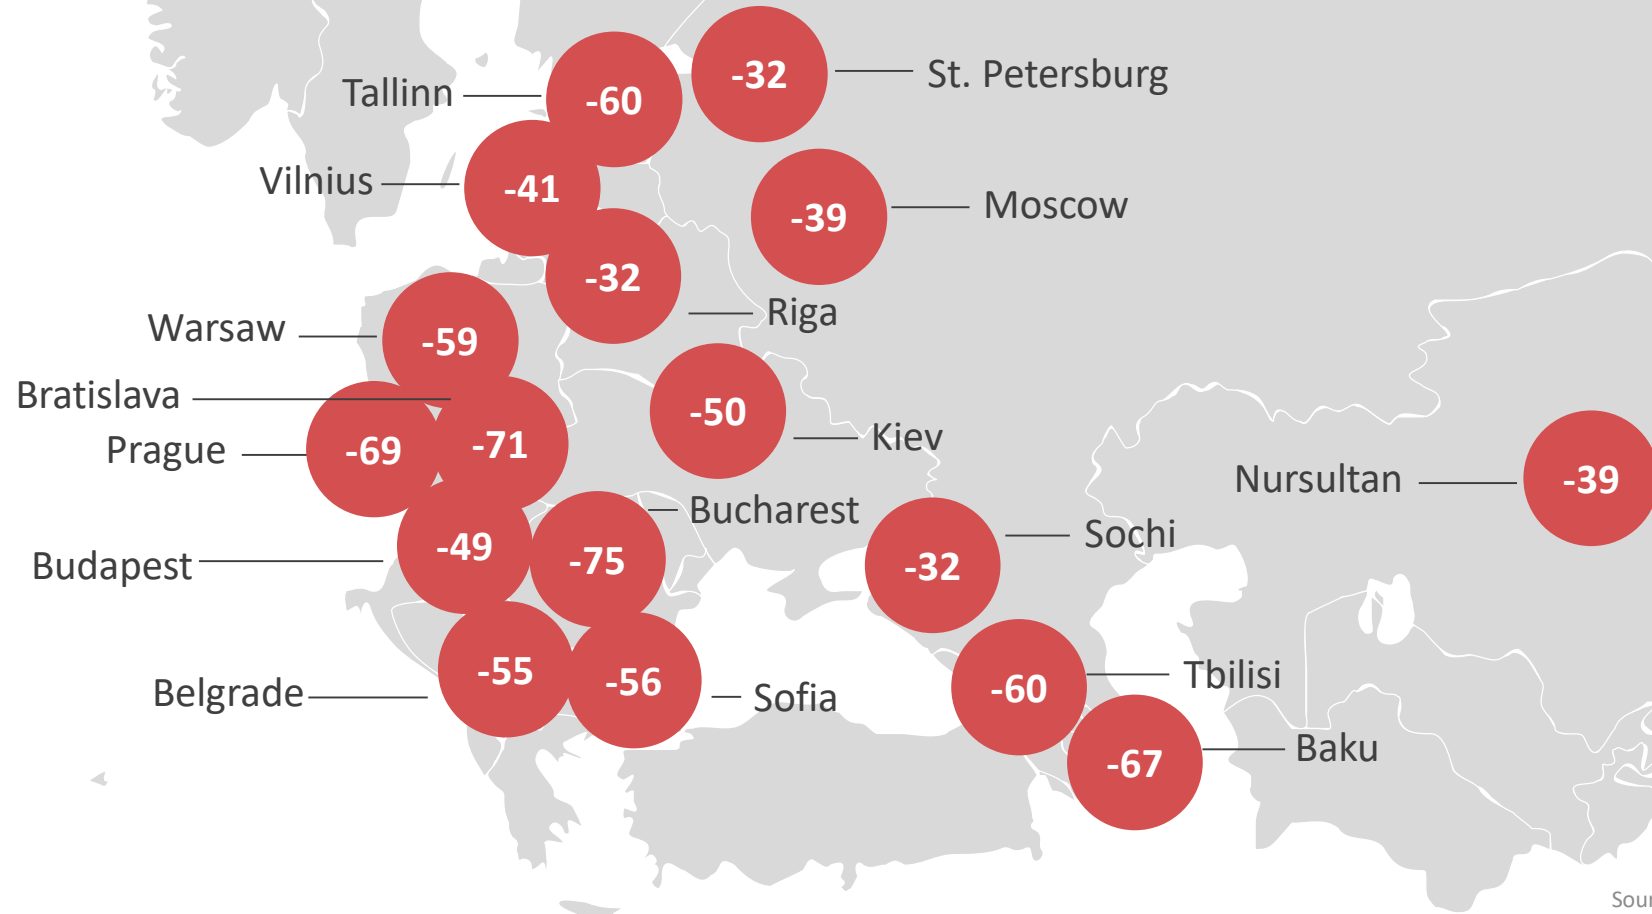 -32 St. Petersburg
Tallinn -60
Vilnius -41
-39 Moscow
-32 Riga
Warsaw -59
Bratislava -71
Prague -69
-50 Kiev
Nursultan -39
-75 Bucharest
-32 Sochi
Budapest -49
-60 Tbilisi
Belgrade -55
-56 Sofia
-67 Baku
Sour